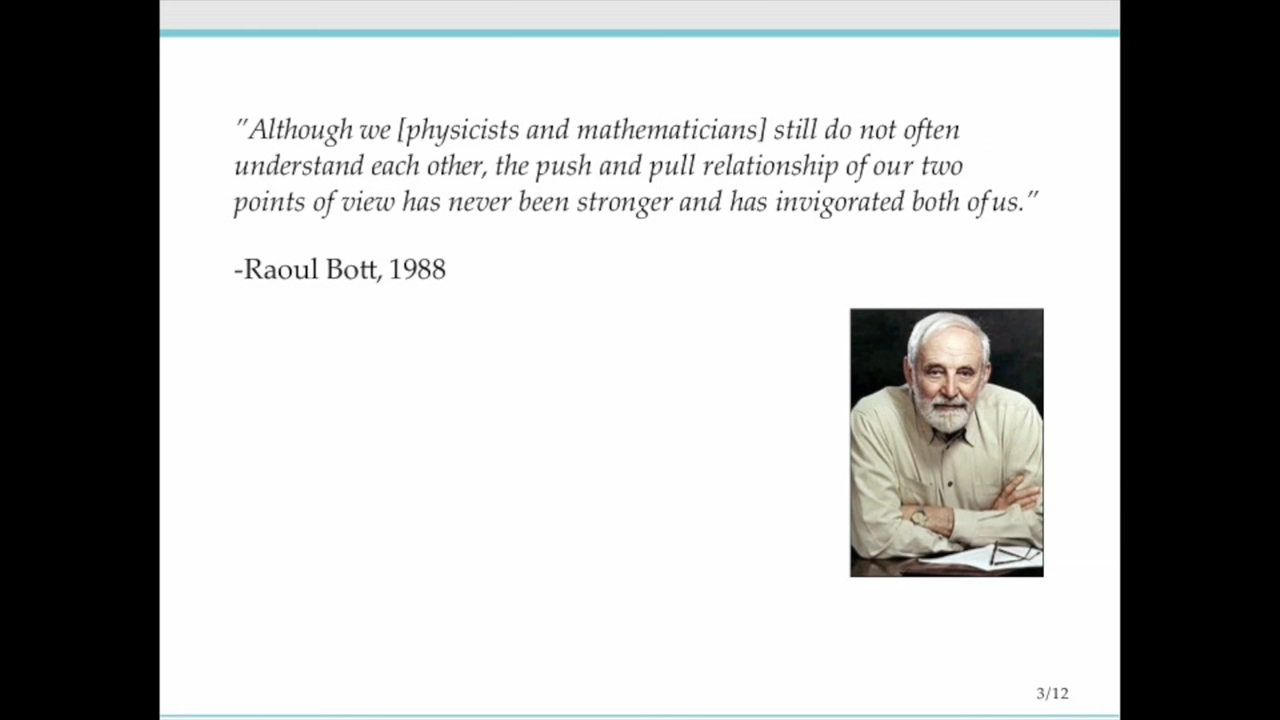 ”Although we [physicists and mathematicians] still do not often
understand each other, the push and pull relationship of our two
points of view has never been stronger and has invigorated both of us.”
-Raoul Bott, 1988
3/12